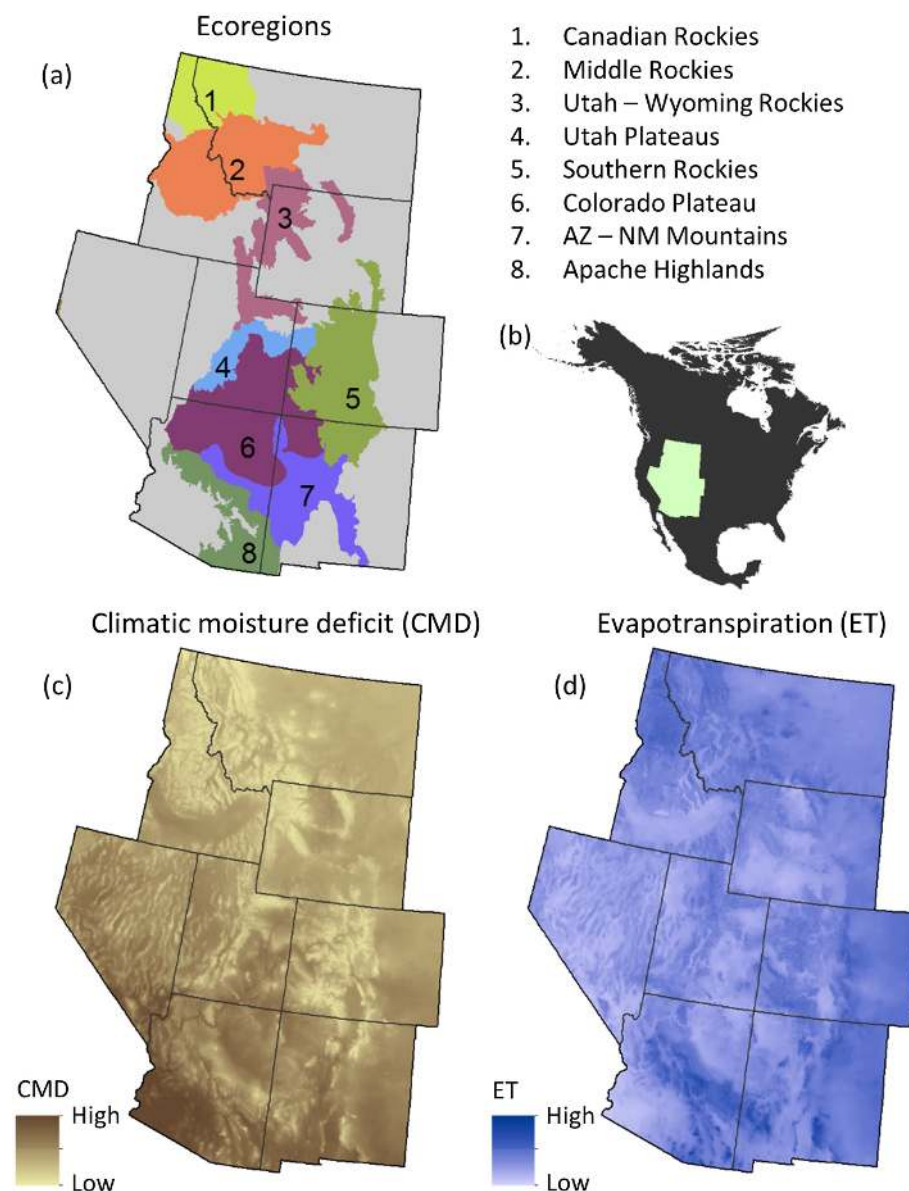 Ecoregions
(a)
1
2
3
4
5
6
7
8
1. Canadian Rockies
2. Middle Rockies
3. Utah – Wyoming Rockies
4. Utah Plateaus
5. Southern Rockies
6. Colorado Plateau
7. AZ – NM Mountains
8. Apache Highlands
(b)
Climatic moisture deficit (CMD)
(c)
CMD
High
Low
Evapotranspiration (ET)
(d)
ET
High
Low